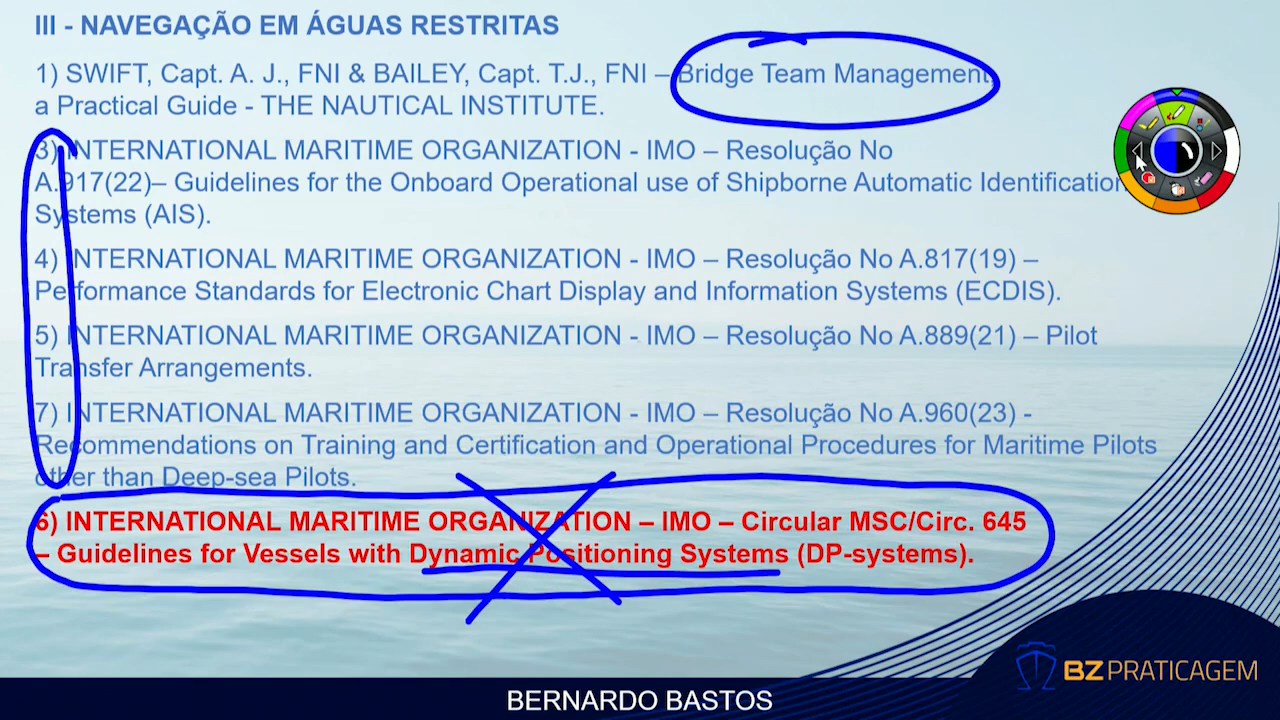 III - NAVEGAÇÃO EM ÁGUAS RESTRITAS
1) SWIFT, Capt. A. J., FNI & BAILEY, Capt. T.J., FNI – Bridge Team Management,
a Practical Guide - THE NAUTICAL INSTITUTE.
3) INTERNATIONAL MARITIME ORGANIZATION - IMO – Resolução No
A.917(22)– Guidelines for the Onboard Operational use of Shipborne Automatic Identification
Systems (AIS).
4) INTERNATIONAL MARITIME ORGANIZATION - IMO – Resolução No A.817(19) –
Performance Standards for Electronic Chart Display and Information Systems (ECDIS).
5) INTERNATIONAL MARITIME ORGANIZATION - IMO – Resolução No A.889(21) – Pilot
Transfer Arrangements.
7) INTERNATIONAL MARITIME ORGANIZATION - IMO – Resolução No A.960(23) -
Recommendations on Training and Certification and Operational Procedures for Maritime Pilots
other than Deep-sea Pilots.
6) INTERNATIONAL MARITIME ORGANIZATION – IMO – Circular MSC/Circ. 645
– Guidelines for Vessels with Dynamic Positioning Systems (DP-systems).
BZPRATICAGEM
BERNARDO BASTOS